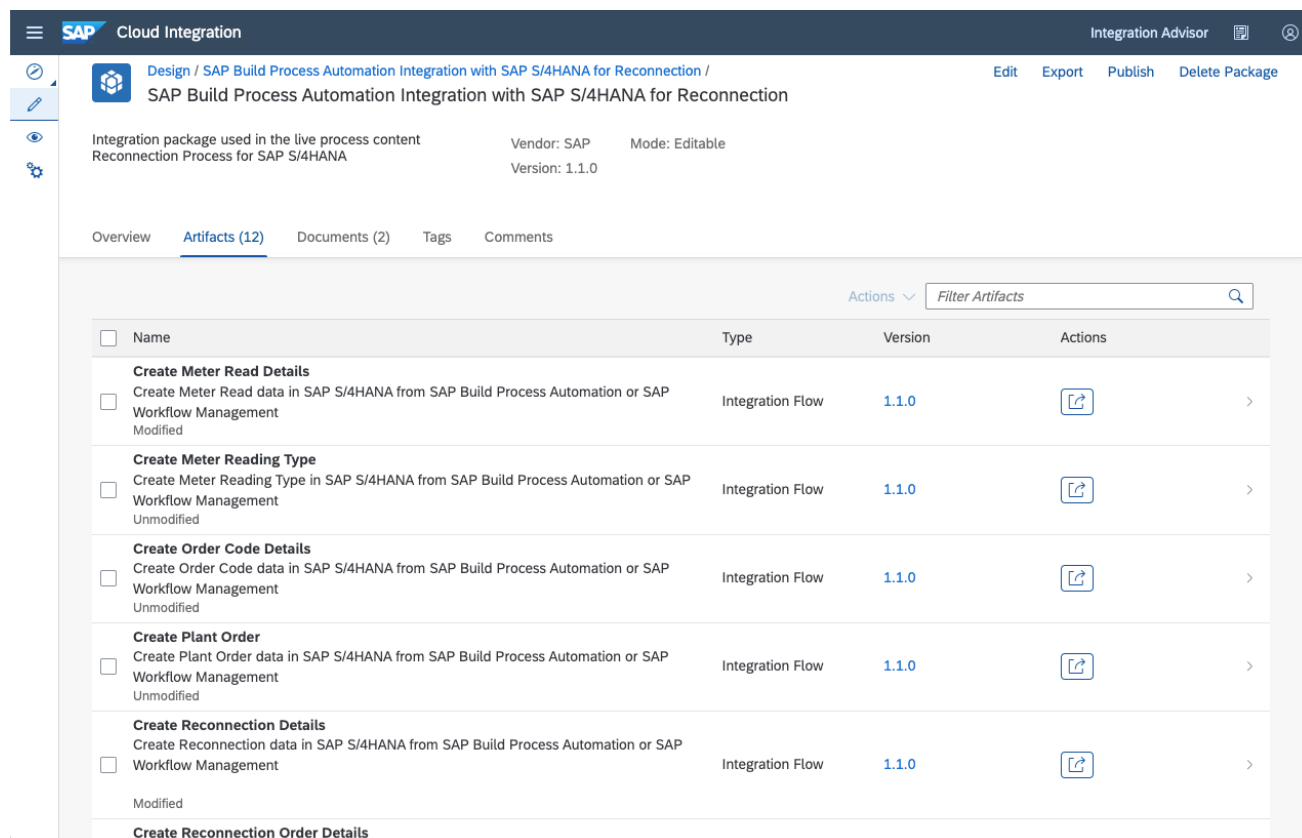 SAP Cloud Integration
Integration Advisor
Design / SAP Build Process Automation Integration with SAP S/4HANA for Reconnection /
Edit Export Publish Delete Package
SAP Build Process Automation Integration with SAP S/4HANA for Reconnection
Integration package used in the live process content
Reconnection Process for SAP S/4HANA
Vendor: SAP Mode: Editable
Version: 1.1.0
Overview Artifacts (12) Documents (2) Tags Comments
Actions Filter Artifacts
Name Type Version Actions
Create Meter Read Details
Create Meter Read data in SAP S/4HANA from SAP Build Process Automation or SAP
Workflow Management
Modified
Integration Flow 1.1.0
Create Meter Reading Type
Create Meter Reading Type in SAP S/4HANA from SAP Build Process Automation or SAP
Workflow Management
Unmodified
Integration Flow 1.1.0
Create Order Code Details
Create Order Code data in SAP S/4HANA from SAP Build Process Automation or SAP
Workflow Management
Unmodified
Integration Flow 1.1.0
Create Plant Order
Create Plant Order data in SAP S/4HANA from SAP Build Process Automation or SAP
Workflow Management
Unmodified
Integration Flow 1.1.0
Create Reconnection Details
Create Reconnection data in SAP S/4HANA from SAP Build Process Automation or SAP
Workflow Management
Modified
Integration Flow 1.1.0
Create Reconnection Order Details